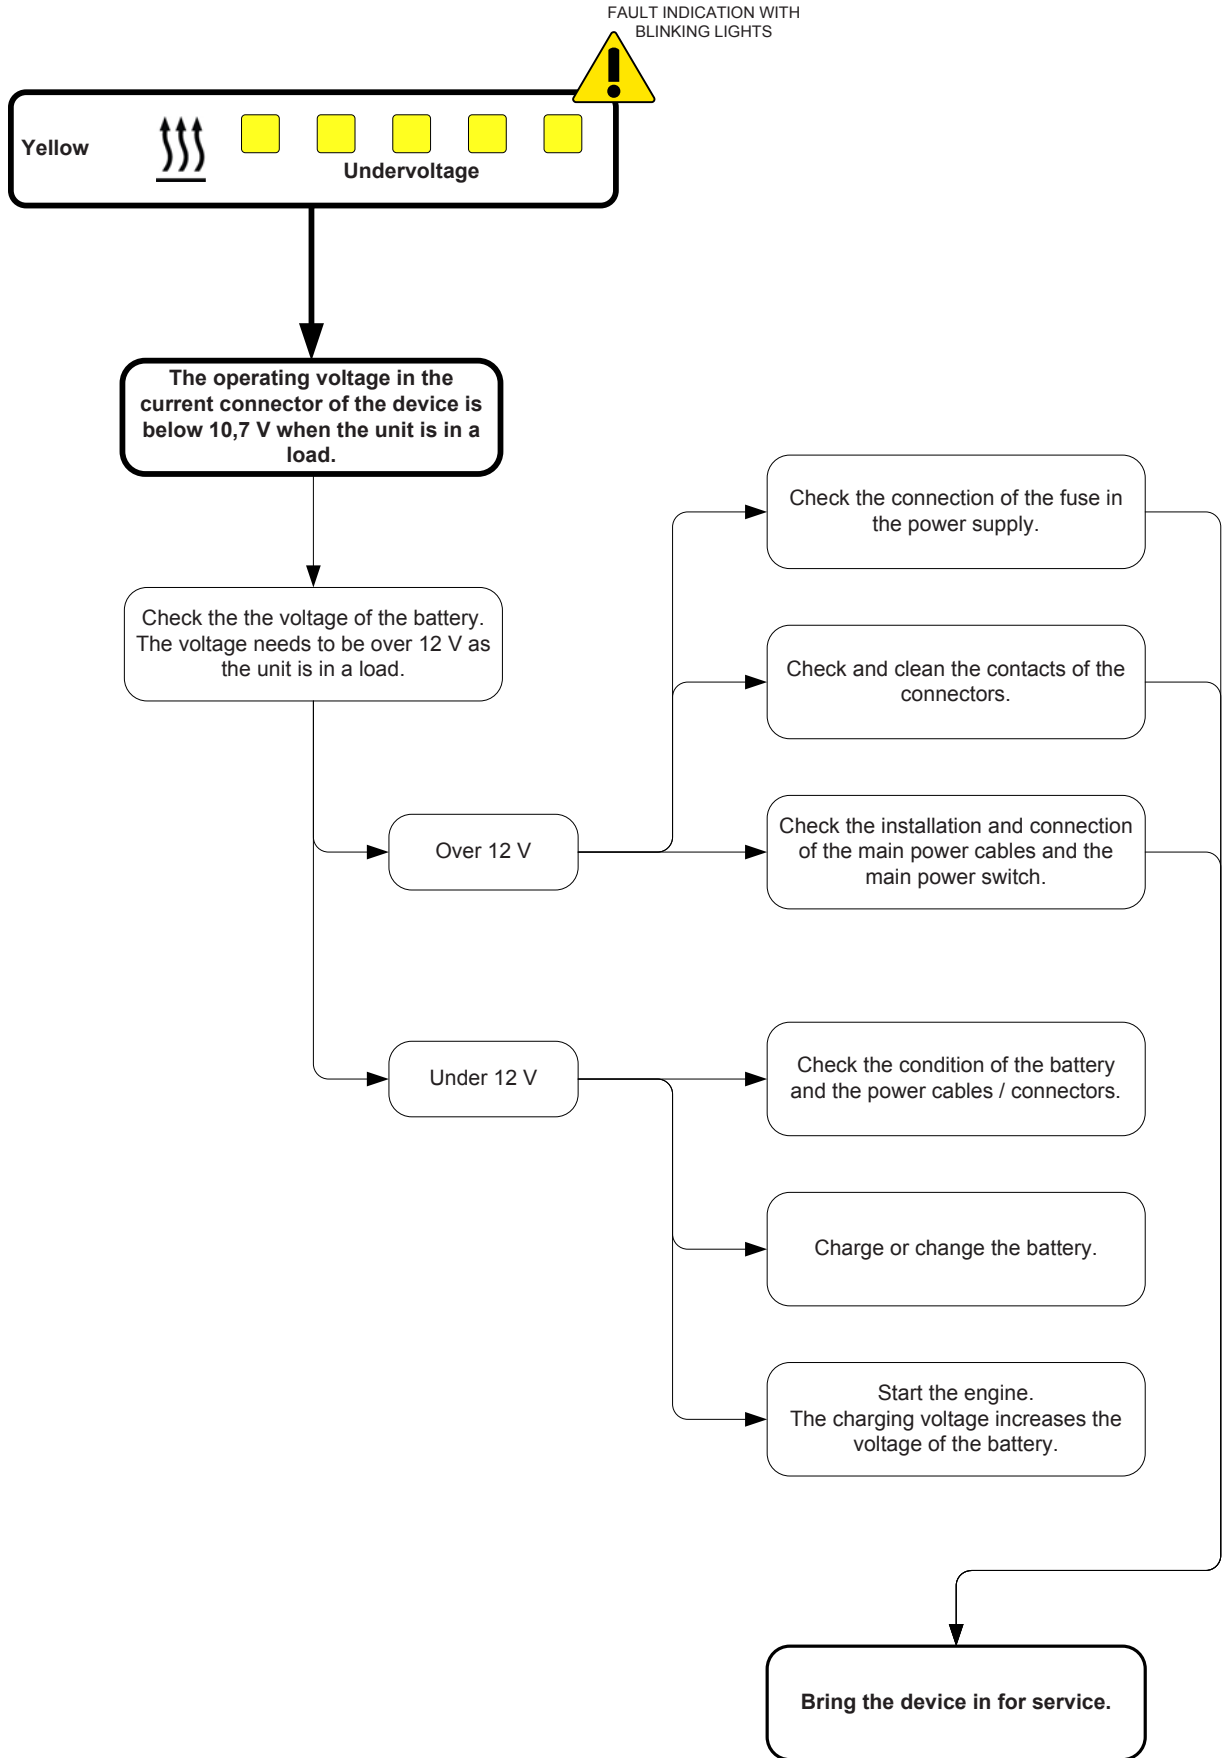 FAULT INDICATION WITH
BLINKING LIGHTS
Yellow
Undervoltage
The operating voltage in the
current connector of the device is
below 10,7 V when the unit is in a
load.
Check the connection of the fuse in
the power supply.
Check the the voltage of the battery.
The voltage needs to be over 12 V as
the unit is in a load.
Check and clean the contacts of the
connectors.
Over 12 V
Check the installation and connection
of the main power cables and the
main power switch.
Under 12 V
Check the condition of the battery
and the power cables / connectors.
Charge or change the battery.
Start the engine.
The charging voltage increases the
voltage of the battery.
Bring the device in for service.